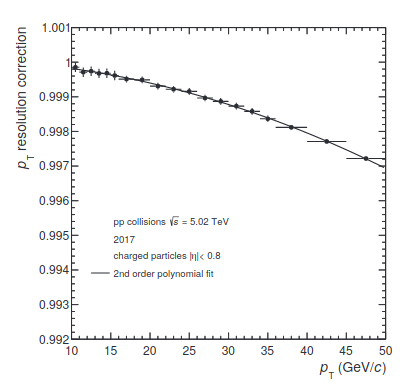 p_T resolution correction
1.001
1
0.999
0.998
0.997
0.996
0.995
0.994
0.993
0.992
pp collisions √s = 5.02 TeV
2017
charged particles |η|< 0.8
2nd order polynomial fit
10 15 20 25 30 35 40 45 50
p_T (GeV/c)